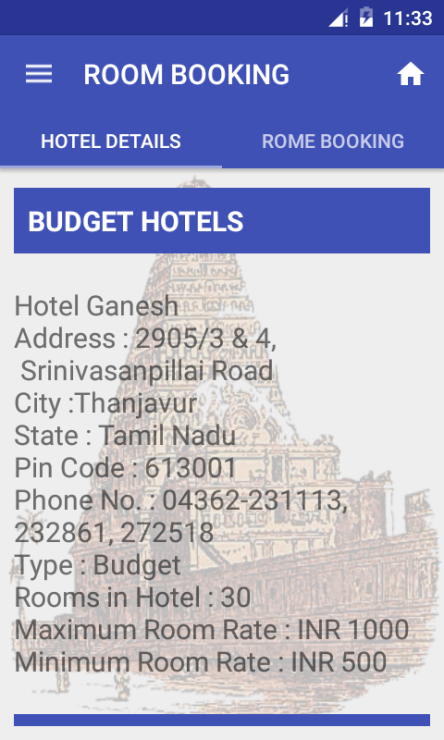 11:33
ROOM BOOKING
HOTEL DETAILS
ROME BOOKING
BUDGET HOTELS
Hotel Ganesh
Address : 2905/3 & 4,
Srinivasanpillai Road
City :Thanjavur
State : Tamil Nadu
Pin Code : 613001
Phone No. : 04362-231113,
232861, 272518
Type : Budget
Rooms in Hotel : 30
Maximum Room Rate : INR 1000
Minimum Room Rate : INR 500